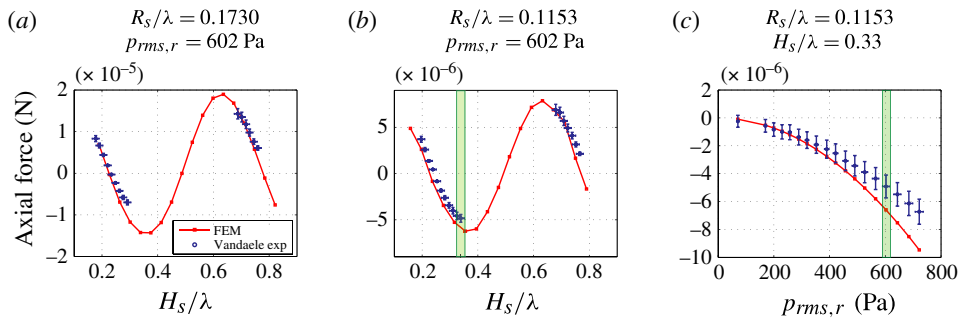 (a)
R_s/λ = 0.1730
p_rms,r = 602 Pa
(× 10⁻⁵)
2
1
0
−1
−2
Axial force (N)
FEM
Vandaele exp
0.2 0.4 0.6 0.8
H_s/λ
(b)
R_s/λ = 0.1153
p_rms,r = 602 Pa
(× 10⁻⁶)
5
0
−5
0.2 0.4 0.6 0.8
H_s/λ
(c)
R_s/λ = 0.1153
H_s/λ = 0.33
(× 10⁻⁶)
2
0
−2
−4
−6
−8
−10
0 200 400 600 800
p_rms,r (Pa)